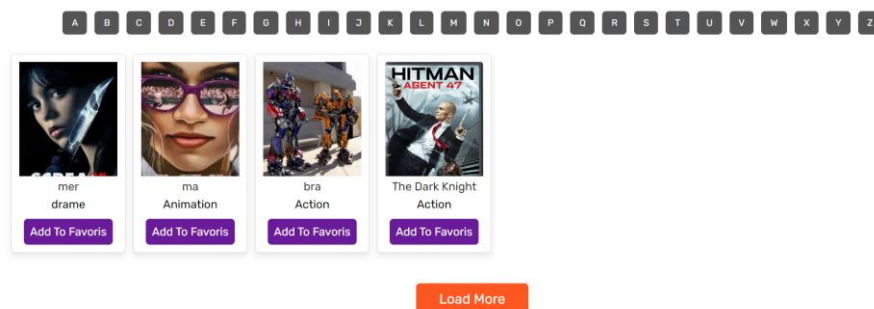 A B C D E F G H I J K L M N O P Q R S T U V W X Y Z
HITMAN
AGENT 47
mer
drame
Add To Favoris
ma
Animation
Add To Favoris
bra
Action
Add To Favoris
The Dark Knight
Action
Add To Favoris
Load More